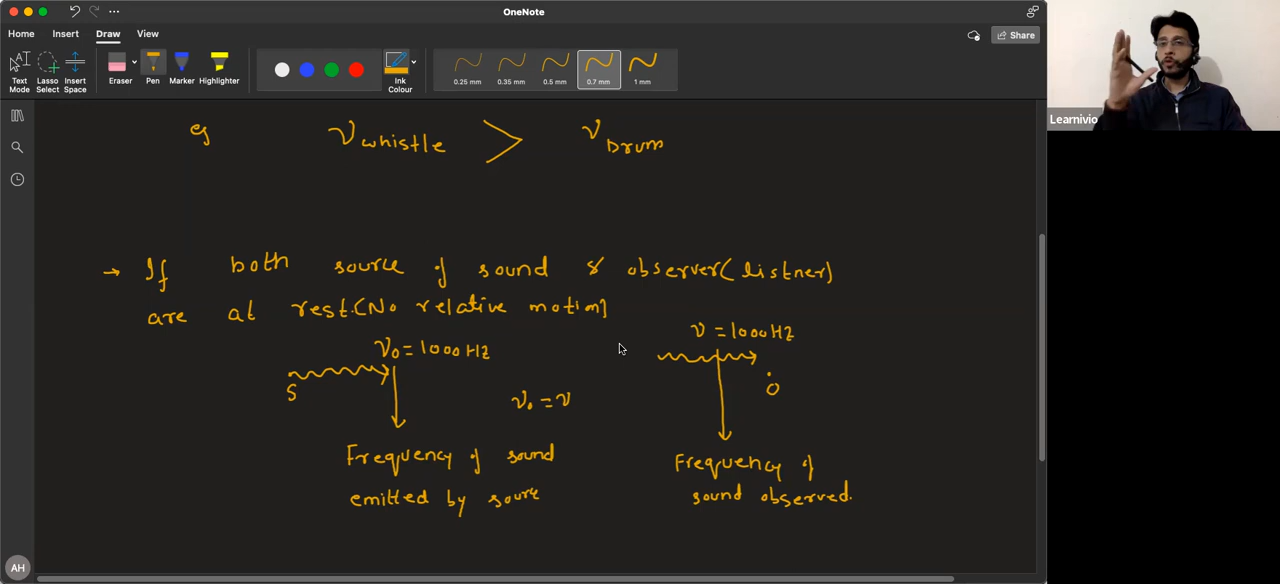 OneNote
Home Insert Draw View
Share
Text Mode
Lasso Select
Insert Space
Eraser
Pen
Marker
Highlighter
Ink Colour
0.25 mm
0.35 mm
0.5 mm
0.7 mm
1 mm
Learnivio
eg ν whistle > ν Drum
→ If both source of sound & observer(listner)
are at rest.(No relative motion)
ν0 = 1000 Hz
ν = 1000 Hz
S
O
ν0 = ν
Frequency of sound
emitted by source
Frequency of
sound observed.
AH